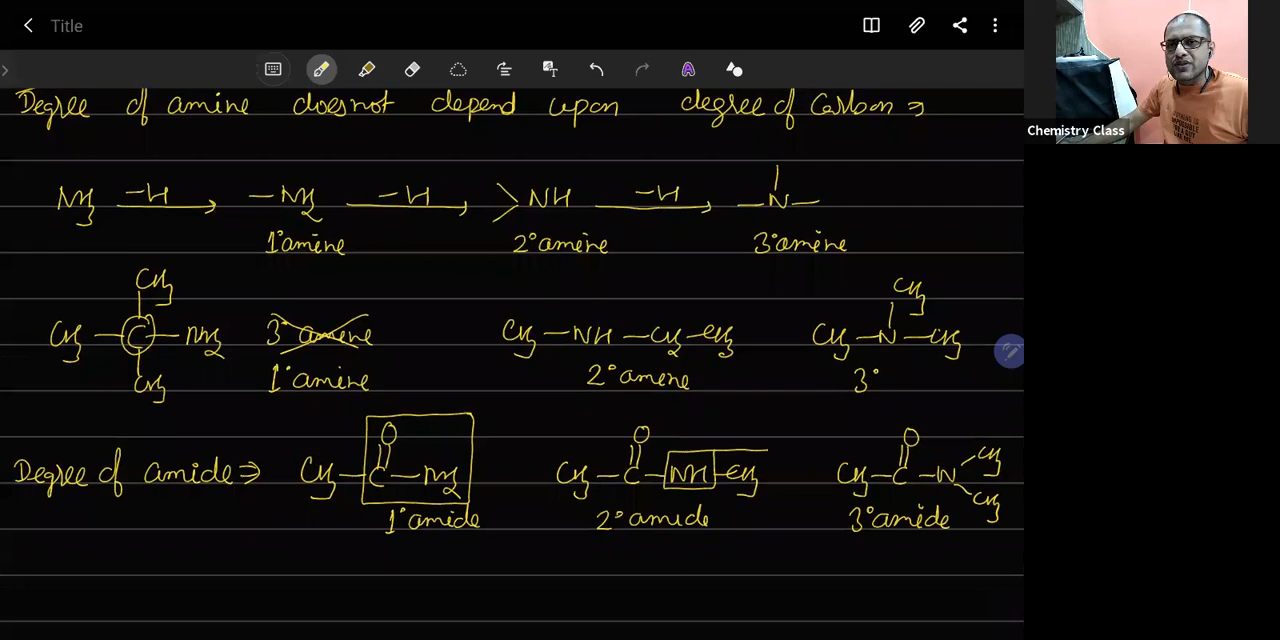 Title
Degree of amine doesnot depend upon degree of Carbon ⇒
Chemistry Class
NH3 –H → –NH2 –H → >NH –H → –N–
1° amine 2° amine 3° amine
CH3 CH3
CH3–C–NH2 3° amine CH3–NH–CH2–CH3 CH3–N–CH3
CH3 1° amine 2° amene 3°
O O O
Degree of amide ⇒ CH3–C–NH2 CH3–C–NH–CH3 CH3–C–N CH3 CH3
1° amide 2° amide 3° amide